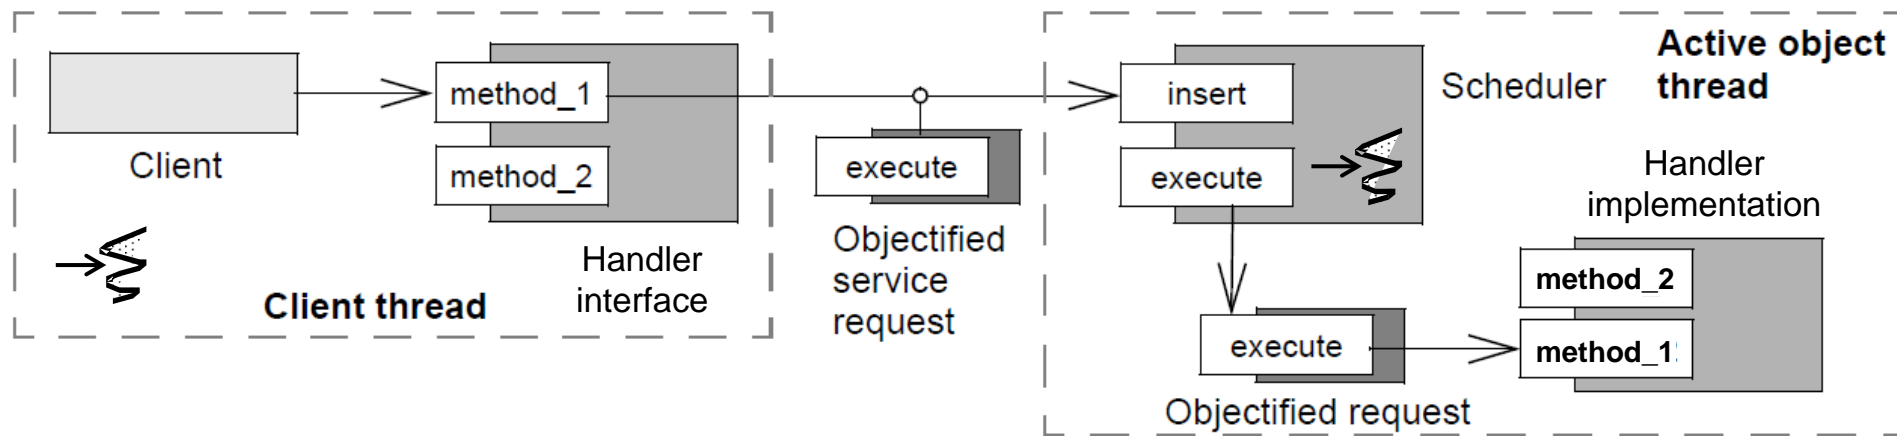 method_1
method_2
Client
Handler
interface
Client thread
execute
Objectified
service
request
insert
execute
Scheduler
Active object
thread
Handler
implementation
method_2
method_1
execute
Objectified request